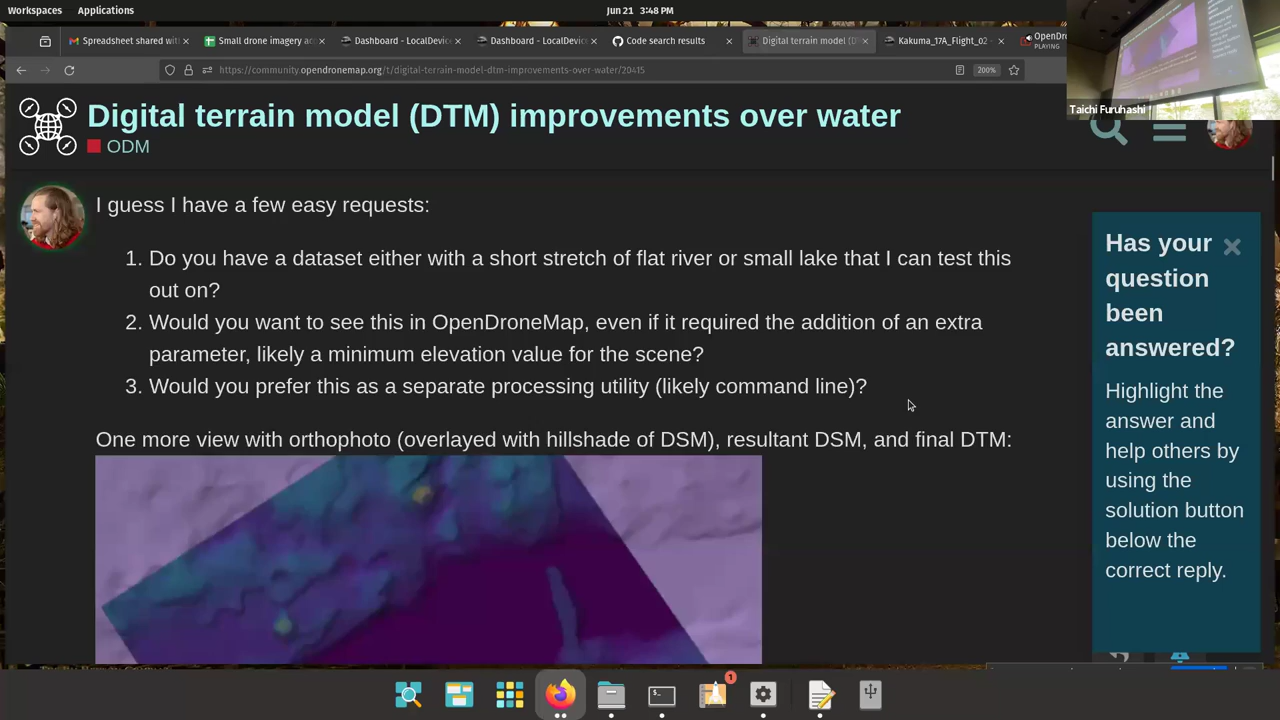 Workspaces Applications Jun 21 3:48 PM
Spreadsheet shared wit Small drone imagery ac Dashboard - LocalDevice Dashboard - LocalDevice Code search results Digital terrain model (DT Kakuma_17A_Flight_02 - OpenDro
PLAYING
https://community.opendronemap.org/t/digital-terrain-model-dtm-improvements-over-water/20415 200%
Taichi Furuhashi
Digital terrain model (DTM) improvements over water
ODM
I guess I have a few easy requests:
1. Do you have a dataset either with a short stretch of flat river or small lake that I can test this
out on?
2. Would you want to see this in OpenDroneMap, even if it required the addition of an extra
parameter, likely a minimum elevation value for the scene?
3. Would you prefer this as a separate processing utility (likely command line)?
One more view with orthophoto (overlayed with hillshade of DSM), resultant DSM, and final DTM:
Has your
question
been
answered?
Highlight the
answer and
help others by
using the
solution button
below the
correct reply.
1